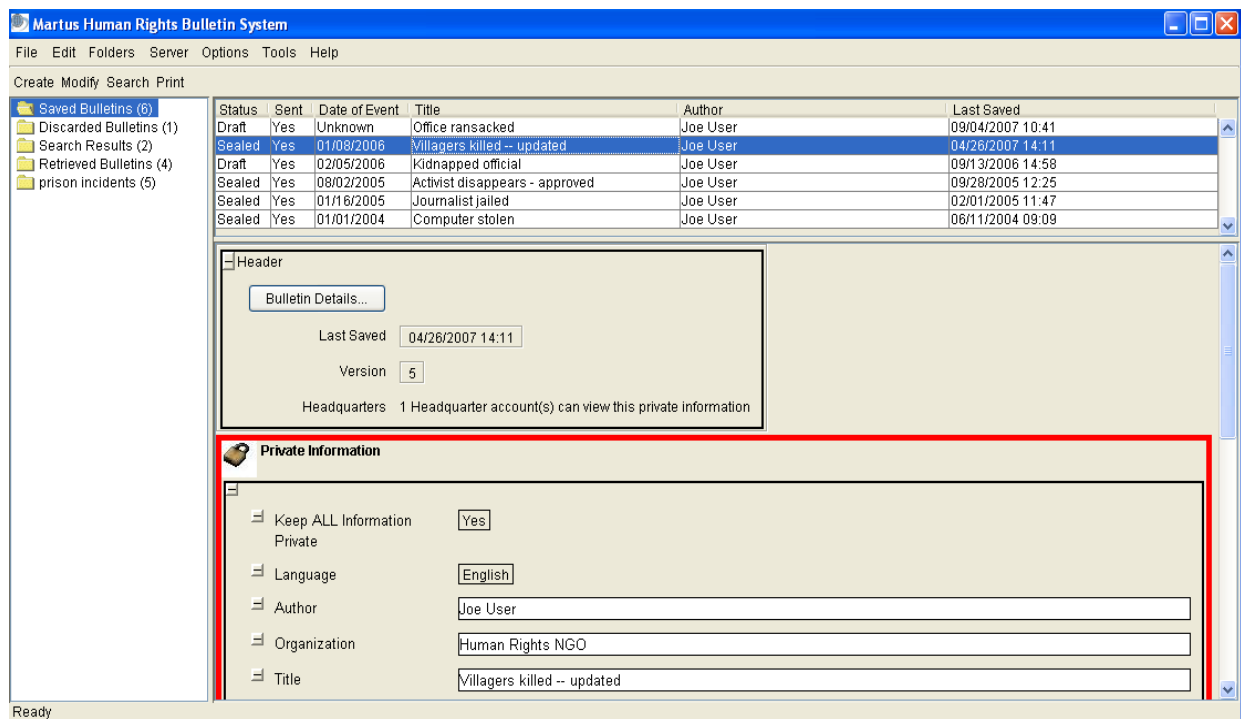 Martus Human Rights Bulletin System
File Edit Folders Server Options Tools Help
Create Modify Search Print
Saved Bulletins (6)
Discarded Bulletins (1)
Search Results (2)
Retrieved Bulletins (4)
prison incidents (5)
Status Sent Date of Event Title Author Last Saved
Draft Yes Unknown Office ransacked Joe User 09/04/2007 10:41
Sealed Yes 01/08/2006 Villagers killed -- updated Joe User 04/26/2007 14:11
Draft Yes 02/05/2006 Kidnapped official Joe User 09/13/2006 14:58
Sealed Yes 08/02/2005 Activist disappears - approved Joe User 09/28/2005 12:25
Sealed Yes 01/16/2005 Journalist jailed Joe User 02/01/2005 11:47
Sealed Yes 01/01/2004 Computer stolen Joe User 06/11/2004 09:09
Header
Bulletin Details...
Last Saved 04/26/2007 14:11
Version 5
Headquarters 1 Headquarter account(s) can view this private information
Private Information
Keep ALL Information Yes
Private
Language English
Author Joe User
Organization Human Rights NGO
Title Villagers killed -- updated
Ready